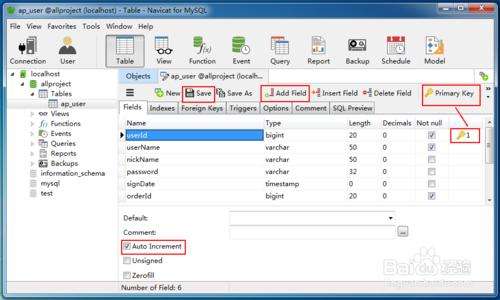 ap_user @allproject (localhost) - Table - Navicat for MySQL
File View Favorites Tools Window Help
Connection User Table View Function Event Query Report Backup Schedule Model
localhost
allproject
Tables
ap_user
Views
Functions
Events
Queries
Reports
Backups
information_schema
mysql
test
Objects ap_user @allproject (localh...
New Save Save As Add Field Insert Field Delete Field Primary Key
Fields Indexes Foreign Keys Triggers Options Comment SQL Preview
Name Type Length Decimals Not null
userId bigint 20 0 1
userName varchar 50 0
nickName varchar 50 0
password varchar 32 0
signDate timestamp 0 0
orderId bigint 20 0
Default:
Comment: ...
Auto Increment
Unsigned
Zerofill
Number of Field: 6
Baidu 经验